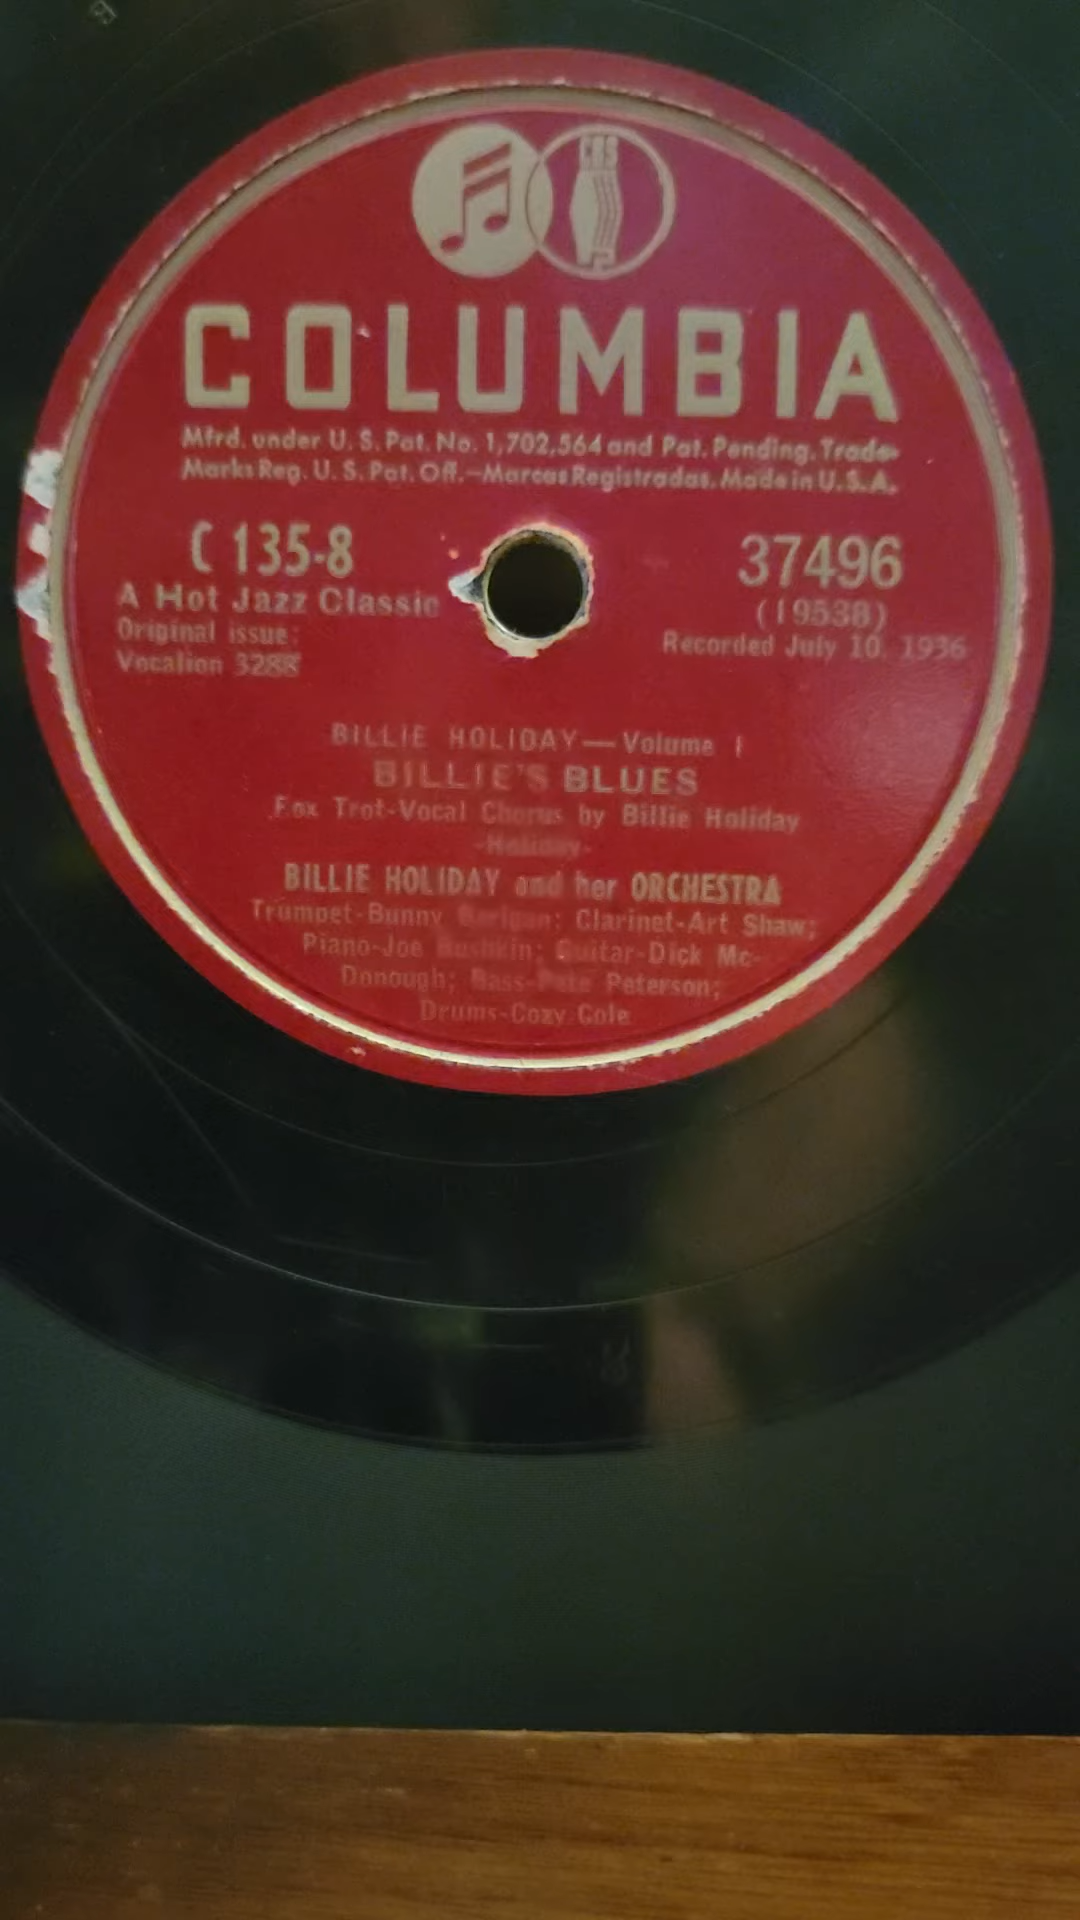 CBS
COLUMBIA
Mfrd. under U. S. Pat. No. 1,702,564 and Pat. Pending. Trade-
Marks Reg. U. S. Pat. Off.—Marcas Registradas. Made in U.S.A.
C 135-8
A Hot Jazz Classic
Original issue:
Vocalion 3288
37496
(19538)
Recorded July 10, 1936
BILLIE HOLIDAY—Volume 1
BILLIE'S BLUES
Fox Trot-Vocal Chorus by Billie Holiday
-Holiday-
BILLIE HOLIDAY and her ORCHESTRA
Trumpet-Bunny Berigan; Clarinet-Art Shaw;
Piano-Joe Bushkin; Guitar-Dick Mc-
Donough; Bass-Pete Peterson;
Drums-Cozy Cole